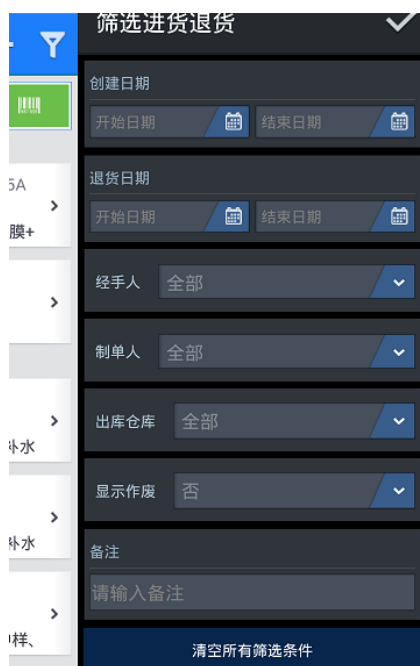 筛选进货退货
创建日期
开始日期 结束日期
5A
退货日期
膜+
开始日期 结束日期
经手人 全部
制单人 全部
出库仓库 全部
补水
显示作废 否
补水
备注
请输入备注
样、
清空所有筛选条件